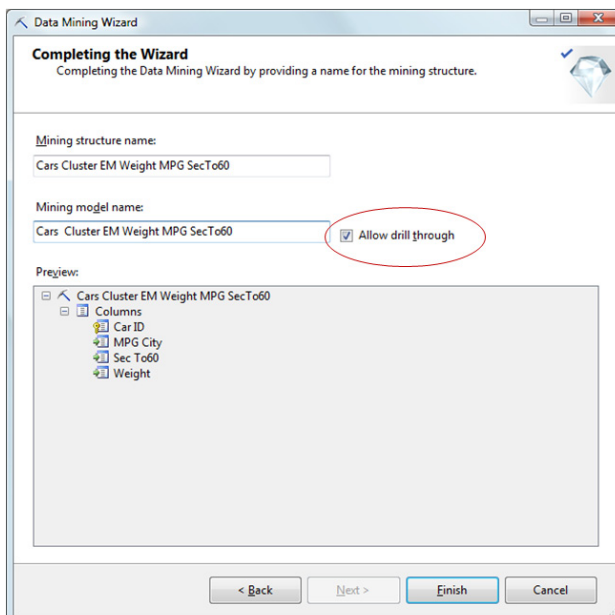 Data Mining Wizard
Completing the Wizard
Completing the Data Mining Wizard by providing a name for the mining structure.
Mining structure name:
Cars Cluster EM Weight MPG SecTo60
Mining model name:
Cars  Cluster EM Weight MPG SecTo60
Allow drill through
Preview:
Cars Cluster EM Weight MPG SecTo60
Columns
Car ID
MPG City
Sec To60
Weight
< Back
Next >
Finish
Cancel